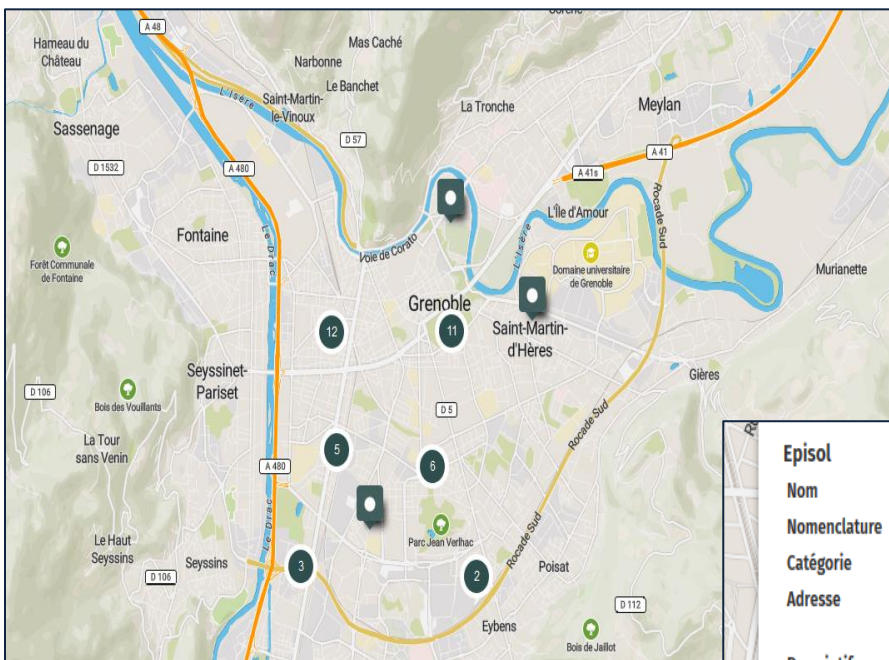 Corche
A 48
Hameau du
Château
Mas Caché
Narbonne
Le Banchet
L'Isère
Saint-Martin-
le-Vinoux
La Tronche
Meylan
Sassenage
D 57
D 1532
A 480
A 41
A 41s
Rocade Sud
L'Île d'Amour
Fontaine
Le Drac
Voie de Corato
L'Isère
Forêt Communale
de Fontaine
Domaine universitaire
de Grenoble
Murianette
Grenoble
12
11
Saint-Martin-
d'Hères
Seyssinet-
Pariset
Gières
D 106
Bois des Vouillants
D 5
Rocade Sud
La Tour
sans Venin
5
6
A 480
Le Drac
Le Haut
Seyssins
Parc Jean Verlhac
Rocade Sud
Seyssins
3
2
Poisat
D 106
D 112
Eybens
Bois de Jaillot
Episol
Nom
Nomenclature
Catégorie
Adresse